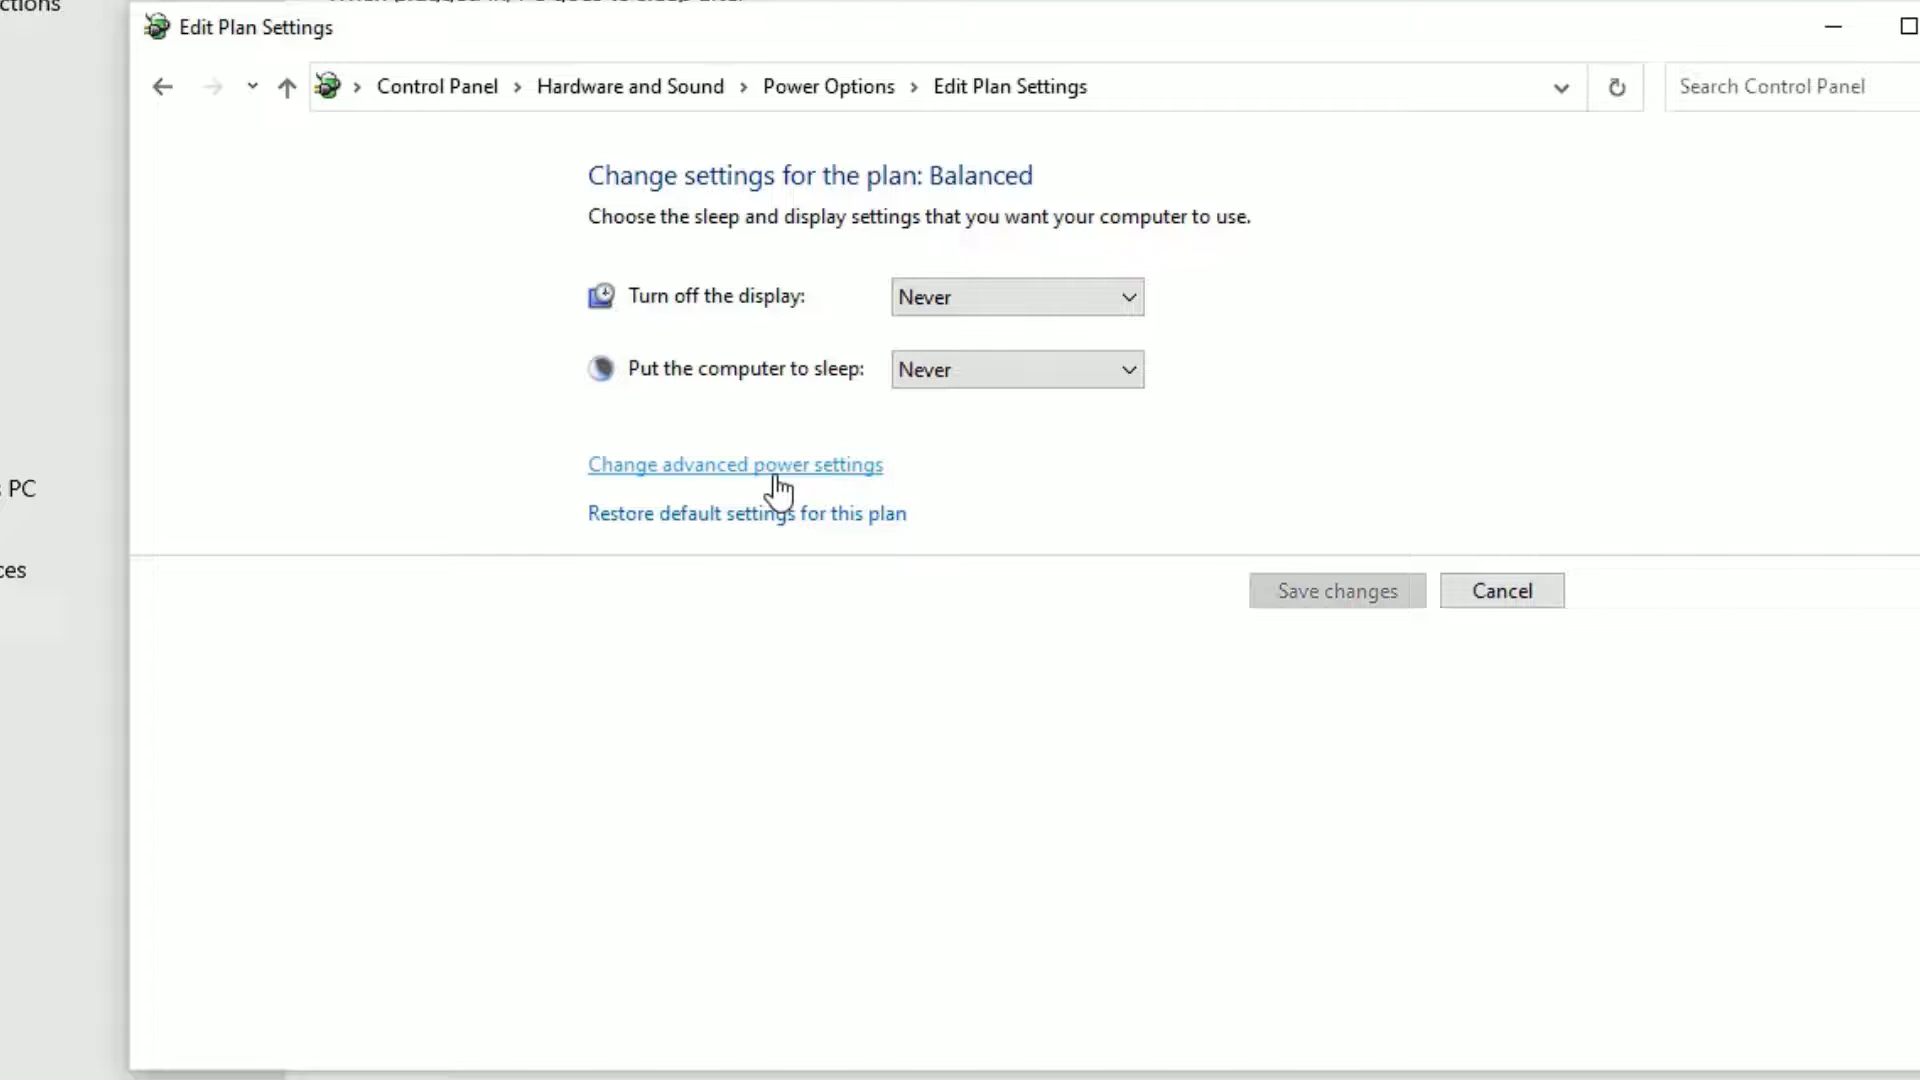 ctions
Edit Plan Settings
Control Panel > Hardware and Sound > Power Options > Edit Plan Settings
Search Control Panel
Change settings for the plan: Balanced
Choose the sleep and display settings that you want your computer to use.
Turn off the display: Never
Put the computer to sleep: Never
Change advanced power settings
PC
Restore default settings for this plan
ces
Save changes Cancel